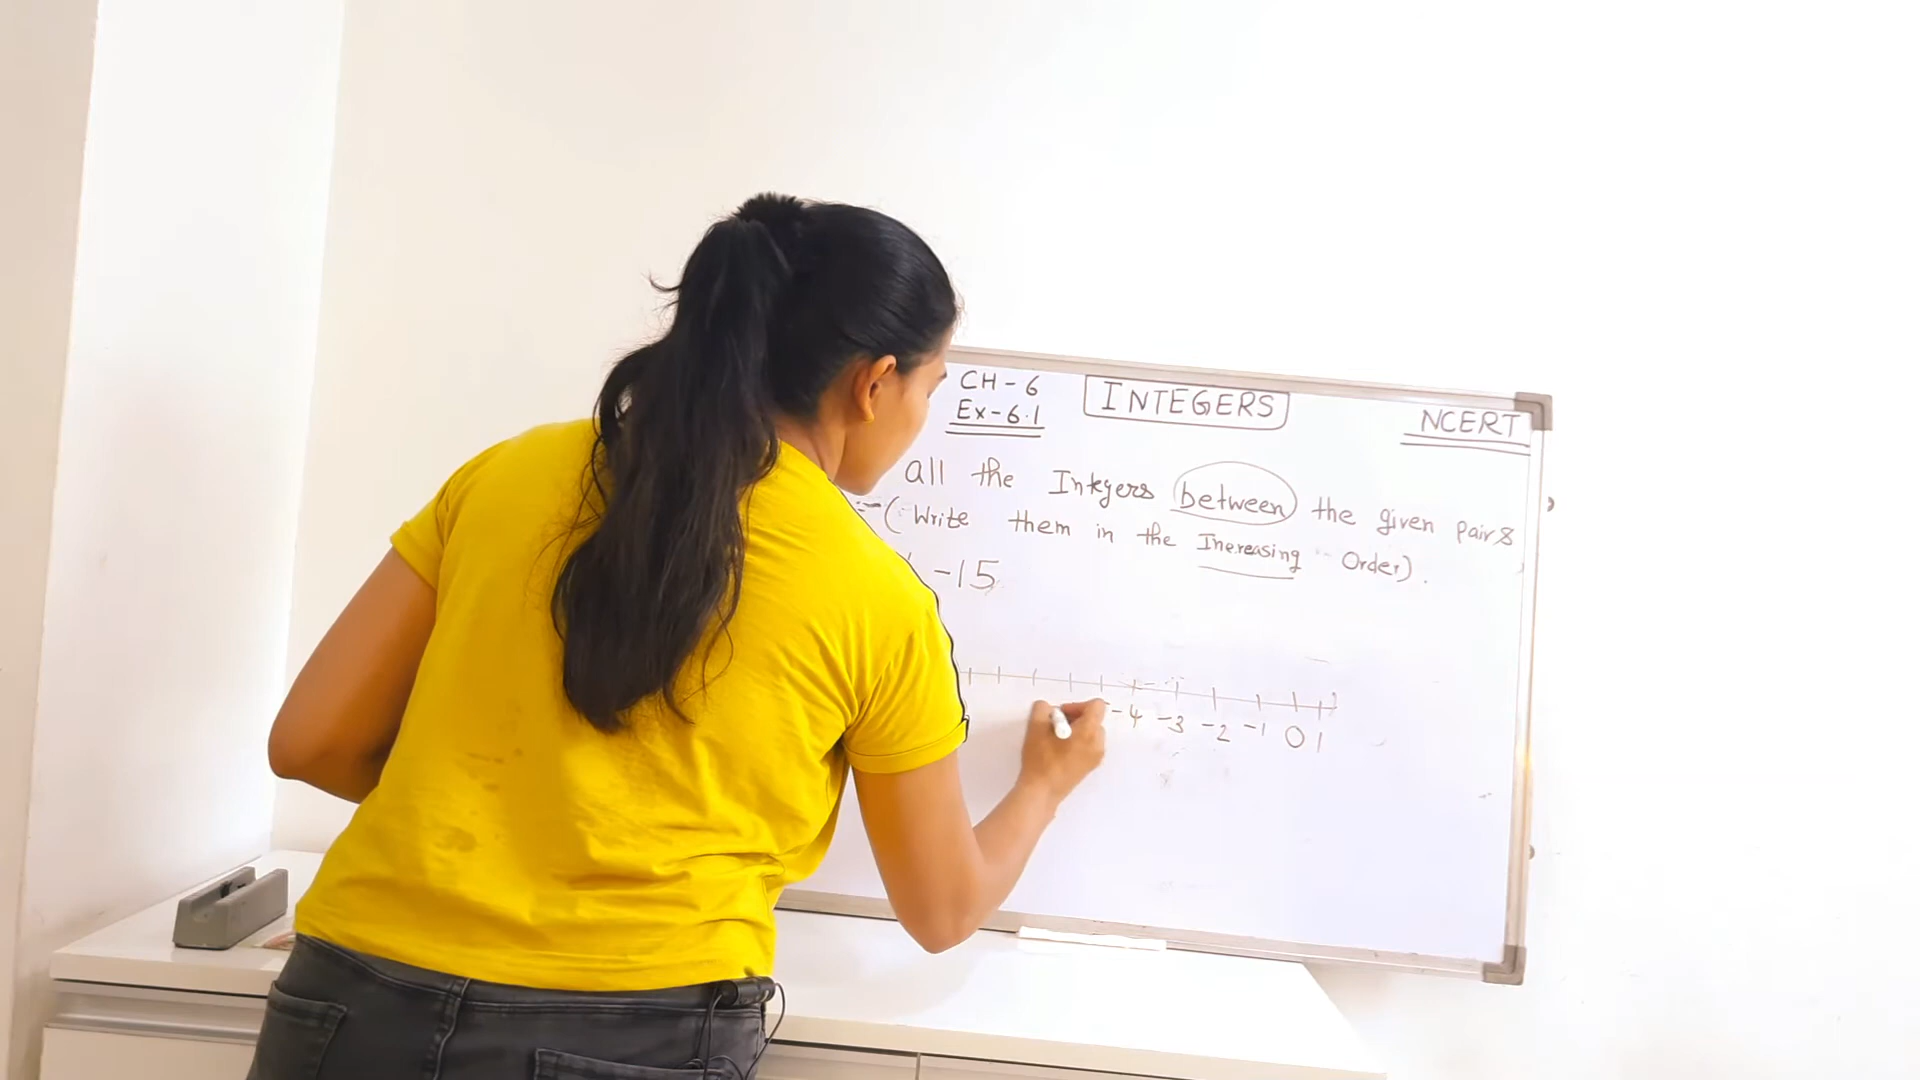 CH-6
Ex-6.1
INTEGERS
NCERT
all the Integers between the given pairs
(Write them in the Increasing Order).
-15
-4 -3 -2 -1 0 1